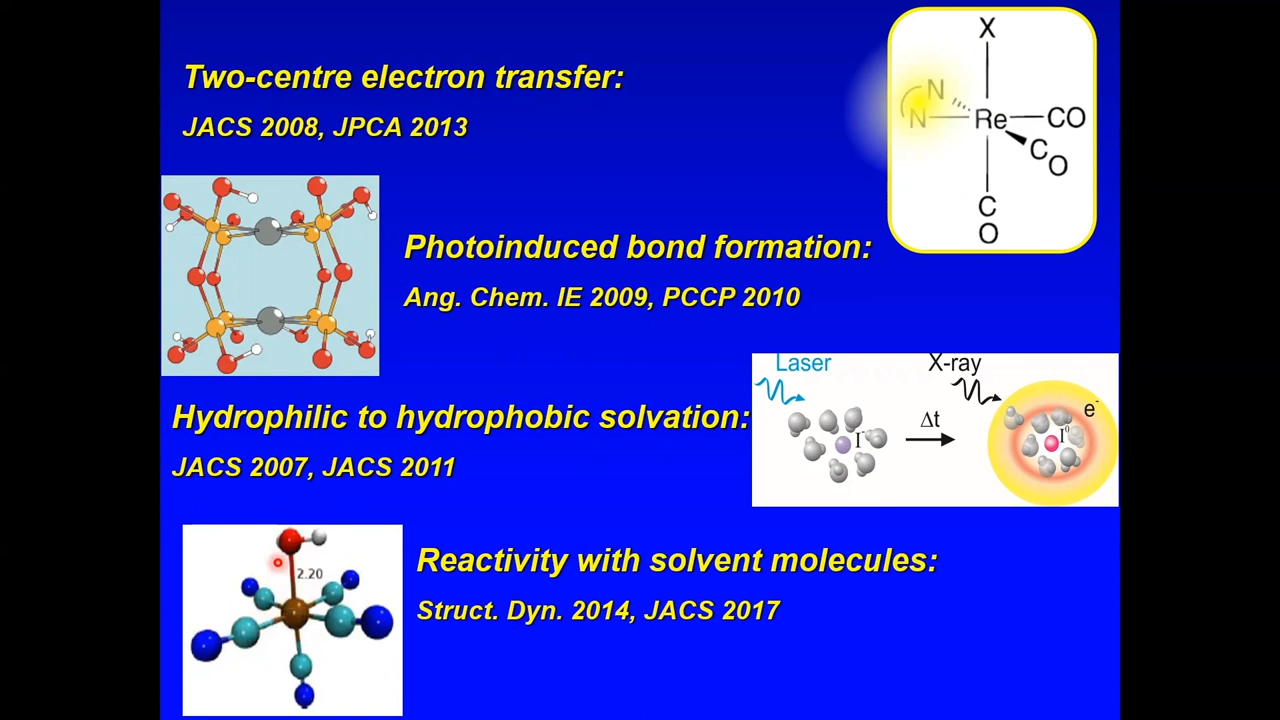 Two-centre electron transfer:
JACS 2008, JPCA 2013
X
N
N
Re
CO
C
O
C
O
Photoinduced bond formation:
Ang. Chem. IE 2009, PCCP 2010
Hydrophilic to hydrophobic solvation:
JACS 2007, JACS 2011
Laser
X-ray
Δt
I⁻
e⁻
I⁰
2.20
Reactivity with solvent molecules:
Struct. Dyn. 2014, JACS 2017